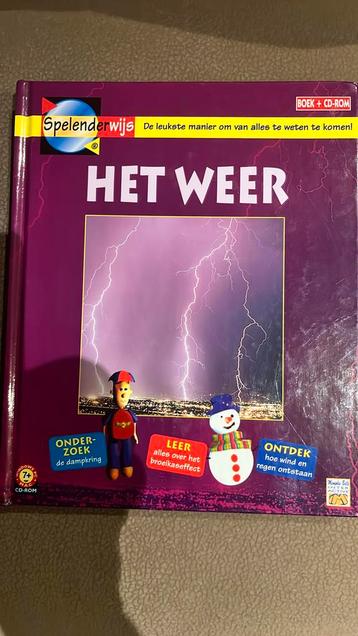 BOEK + CD-ROM
Spelenderwijs
®
De leukste manier om van alles te weten te komen!
HET WEER
ONDER-
ZOEK
de dampkring
LEER
alles over het
broeikaseffect
ONTDEK
hoe wind en
regen ontstaan
7+
CD-ROM